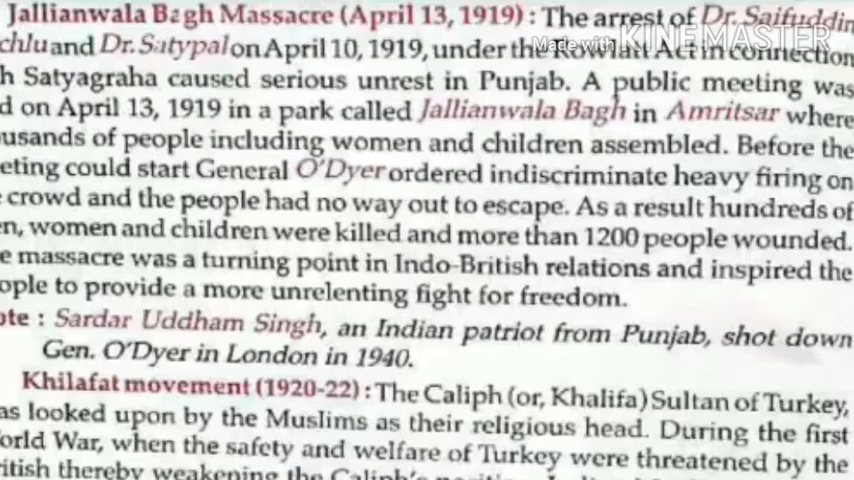 Jallianwala Bagh Massacre (April 13, 1919) : The arrest of Dr. Saifuddin
chlu and Dr. Satypal on April 10, 1919, under the Rowlatt Act in connection
Made with KINEMASTER
h Satyagraha caused serious unrest in Punjab. A public meeting was
d on April 13, 1919 in a park called Jallianwala Bagh in Amritsar where
usands of people including women and children assembled. Before the
eting could start General O'Dyer ordered indiscriminate heavy firing on
crowd and the people had no way out to escape. As a result hundreds of
n, women and children were killed and more than 1200 people wounded.
e massacre was a turning point in Indo-British relations and inspired the
ople to provide a more unrelenting fight for freedom.
ote : Sardar Uddham Singh, an Indian patriot from Punjab, shot down
Gen. O'Dyer in London in 1940.
Khilafat movement (1920-22) : The Caliph (or, Khalifa) Sultan of Turkey,
as looked upon by the Muslims as their religious head. During the first
orld War, when the safety and welfare of Turkey were threatened by the
itish thereby weakening the Caliph's